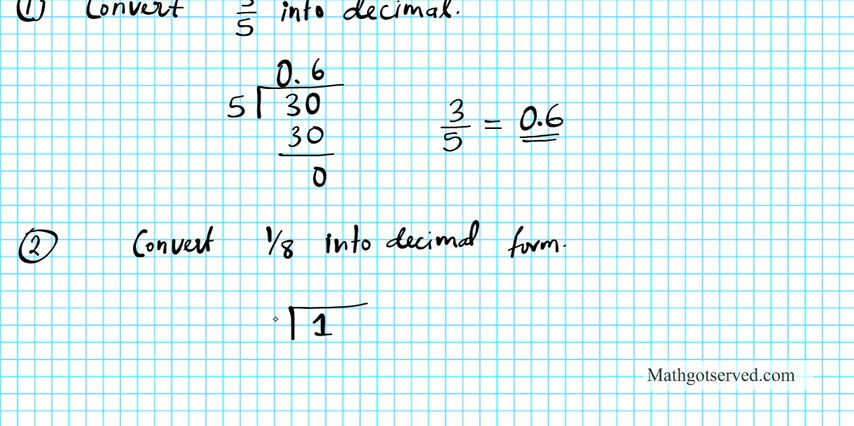 (1) Convert 3/5 into decimal.
0.6
5 30
30
0
3/5 = 0.6
2 Convert 1/8 into decimal form.
1
Mathgotserved.com